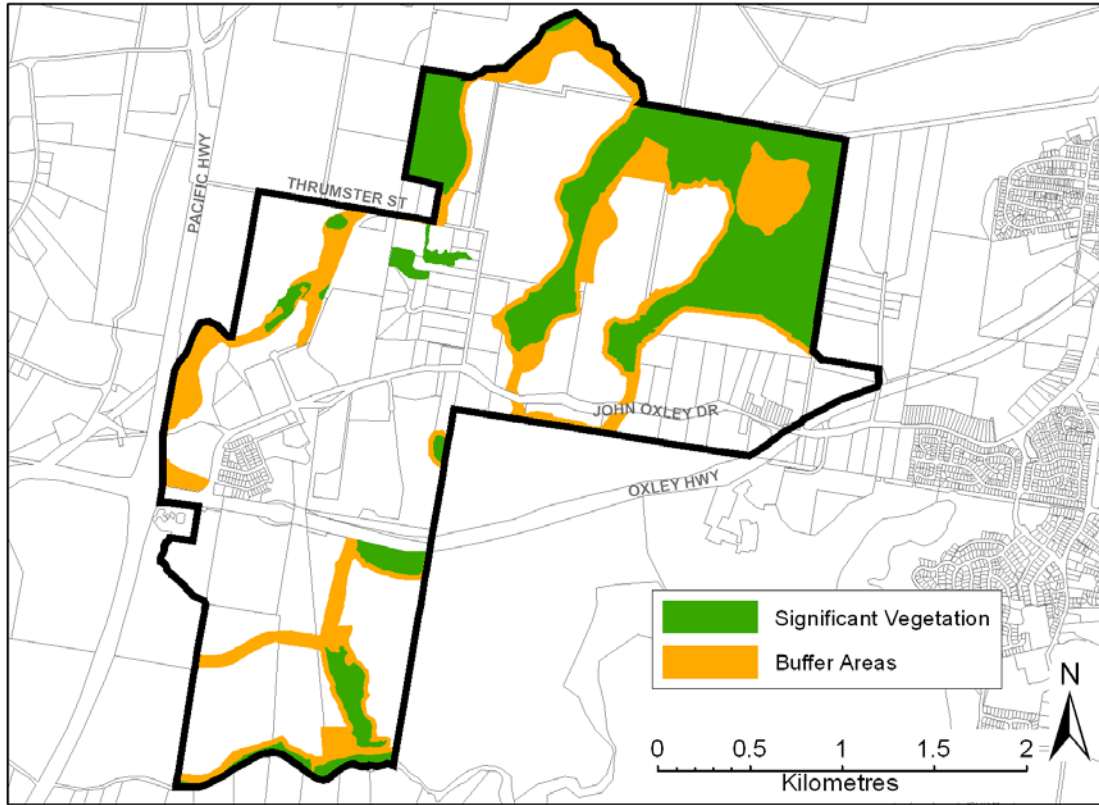 THRUMSTER ST
PACIFIC HWY
JOHN OXLEY DR
OXLEY HWY
Significant Vegetation
Buffer Areas
N
0 0.5 1 1.5 2
Kilometres